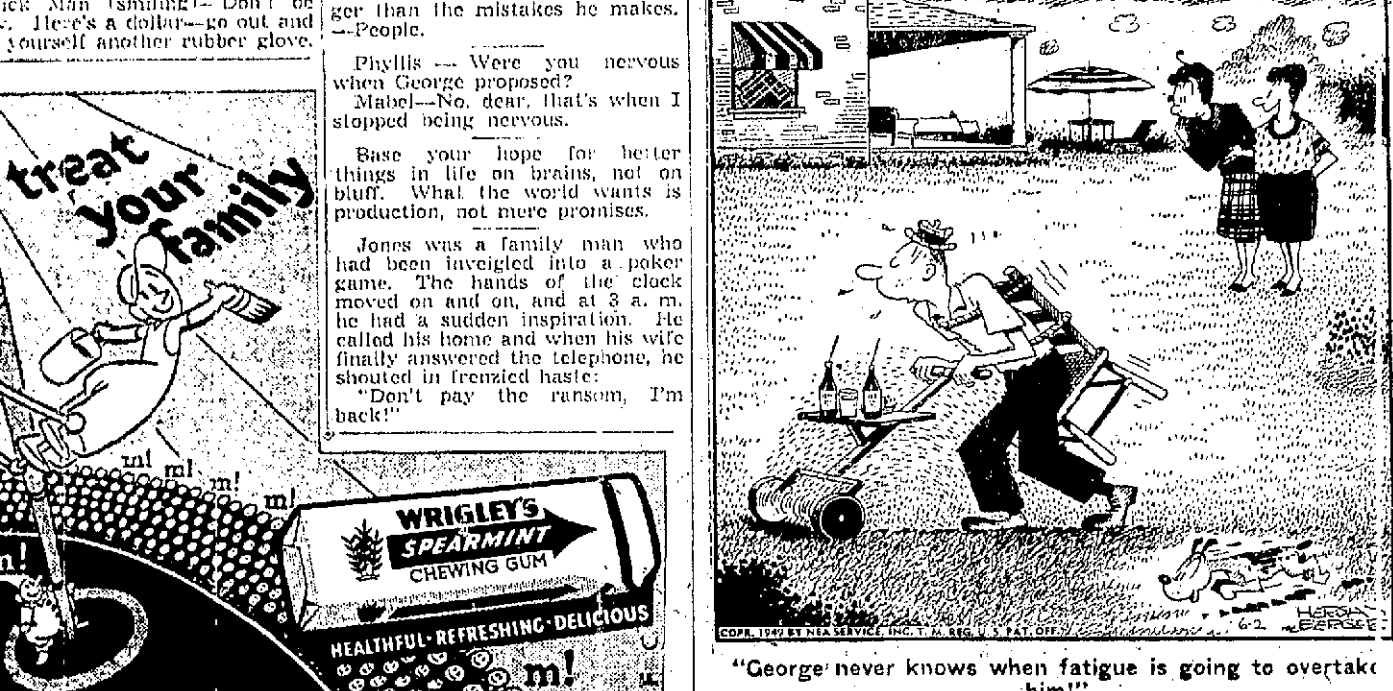 ick Man (smiling)—Don't be
. Here's a dollar—go out and
yourself another rubber glove.
ger than the mistakes he makes.
—People.
Phyllis — Were you nervous
when George proposed?
Mabel—No, dear, that's when I
stopped being nervous.
Base your hope for better
things in life on brains, not on
bluff. What the world wants is
production, not mere promises.
Jones was a family man who
had been inveigled into a poker
game. The hands of the clock
moved on and on, and at 3 a. m.
he had a sudden inspiration. He
called his home and when his wife
finally answered the telephone, he
shouted in frenzied haste:
"Don't pay the ransom, I'm
back!"
treat
your
family
m! m! m! m!
m!
WRIGLEY'S
SPEARMINT
CHEWING GUM
HEALTHFUL·REFRESHING·DELICIOUS
m!
HERSHBERGER
6-2
COPR. 1949 BY NEA SERVICE, INC. T. M. REG. U. S. PAT. OFF.
"George never knows when fatigue is going to overtake
him!"